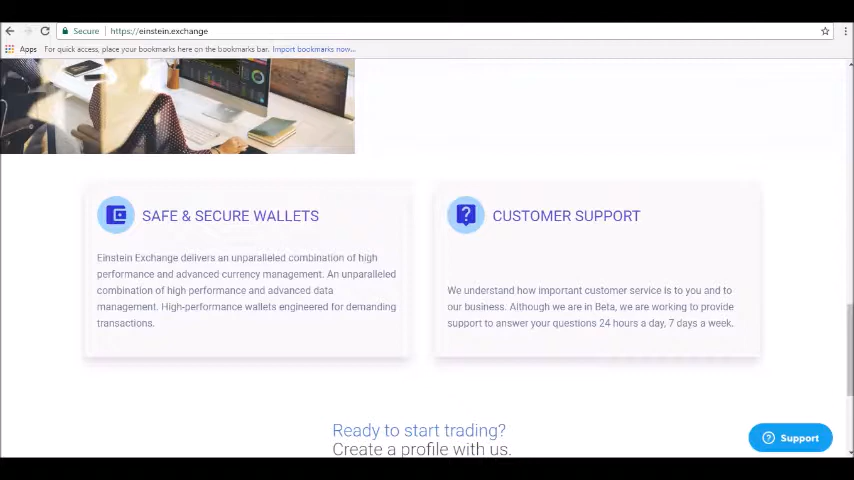 Secure https://einstein.exchange
Apps For quick access, place your bookmarks here on the bookmarks bar. Import bookmarks now...
SAFE & SECURE WALLETS
Einstein Exchange delivers an unparalleled combination of high
performance and advanced currency management. An unparalleled
combination of high performance and advanced data
management. High-performance wallets engineered for demanding
transactions.
CUSTOMER SUPPORT
We understand how important customer service is to you and to
our business. Although we are in Beta, we are working to provide
support to answer your questions 24 hours a day, 7 days a week.
Ready to start trading?
Create a profile with us.
Support